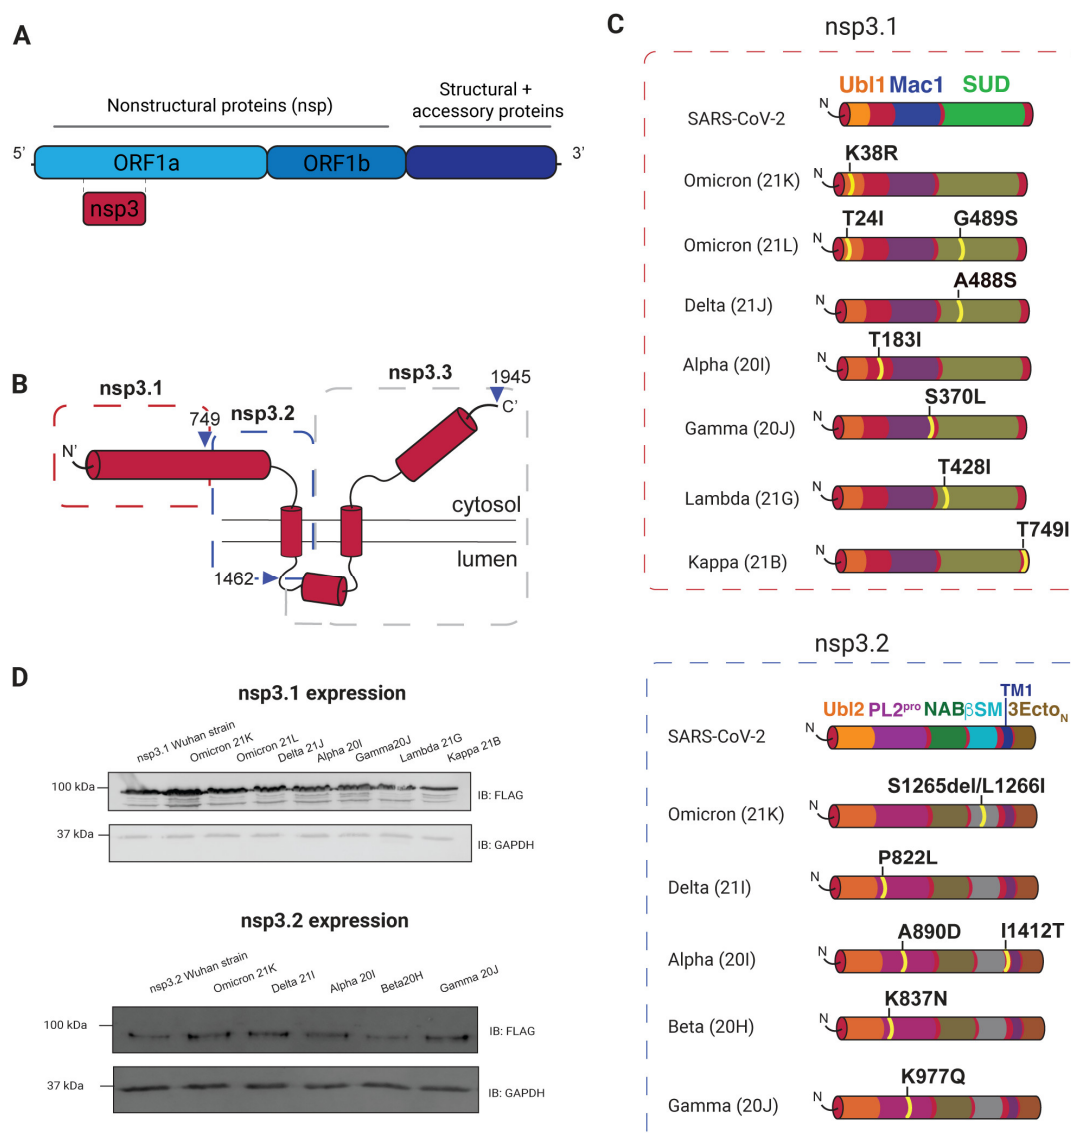 A
Nonstructural proteins (nsp)
Structural +
accessory proteins
5’
ORF1a
ORF1b
3’
nsp3
B
nsp3.1
749
nsp3.2
nsp3.3
1945
N’
C’
cytosol
lumen
1462-
C
nsp3.1
Ubl1 Mac1 SUD
N
SARS-CoV-2
K38R
N
Omicron (21K)
T24I
G489S
N
Omicron (21L)
A488S
N
Delta (21J)
T183I
N
Alpha (20I)
S370L
N
Gamma (20J)
T428I
N
Lambda (21G)
T749I
N
Kappa (21B)
nsp3.2
TM1
Ubl2 PL2pro NAB βSM 3EctoN
SARS-CoV-2
S1265del/L1266I
N
Omicron (21K)
P822L
N
Delta (21I)
A890D
I1412T
N
Alpha (20I)
K837N
N
Beta (20H)
K977Q
N
Gamma (20J)
D
nsp3.1 expression
nsp3.1 Wuhan strain
Omicron 21K
Omicron 21L
Delta 21J
Alpha 20I
Gamma20J
Lambda 21G
Kappa 21B
100 kDa
IB: FLAG
37 kDa
IB: GAPDH
nsp3.2 expression
nsp3.2 Wuhan strain
Omicron 21K
Delta 21I
Alpha 20I
Beta20H
Gamma 20J
100 kDa
IB: FLAG
37 kDa
IB: GAPDH